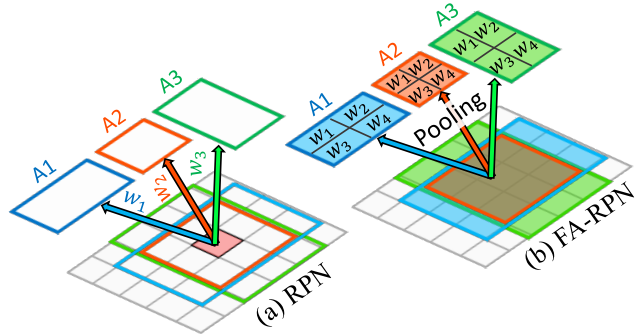 A3
A2
A1
w₃
w₂
w₁
(a) RPN
A3
w₁ w₂
w₃ w₄
A2
w₁ w₂
w₃ w₄
A1
w₁ w₂
w₃ w₄
Pooling
(b) FA-RPN